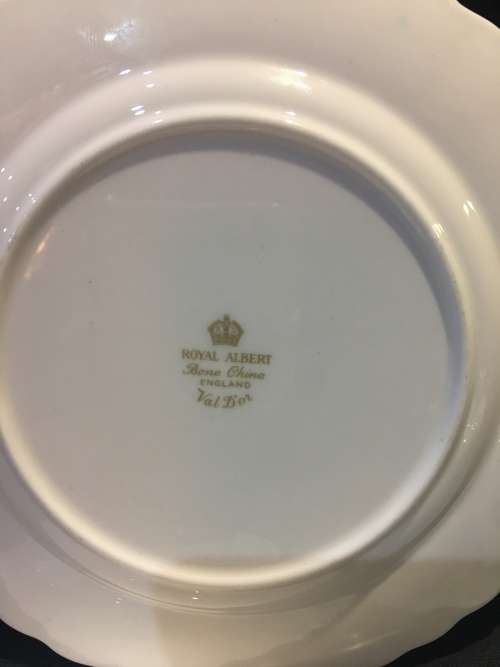 ROYAL ALBERT
Bone China
ENGLAND
Val D'or